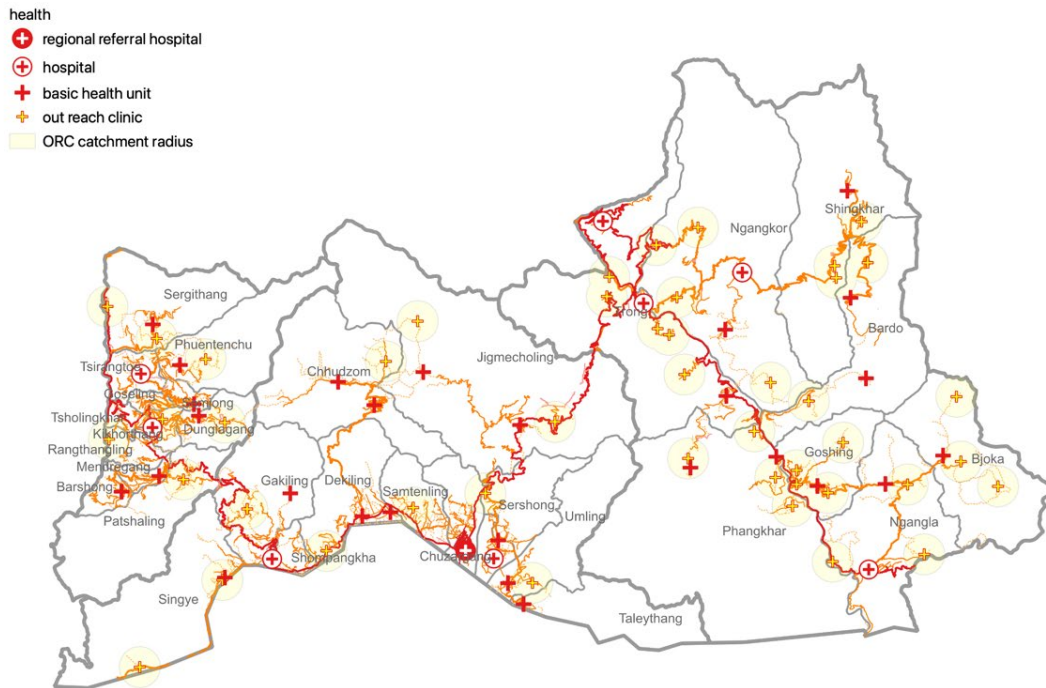 health
regional referral hospital
hospital
basic health unit
out reach clinic
ORC catchment radius
Shingkhar
Ngangkor
Sergithang
Trong
Bardo
Phuentenchu
Jigmecholing
Tsirangtoe
Chhudzom
Goseling
Semjong
Tsholingkhar
Kikhorthang
Dunglagang
Rangthangling
Goshing
Mendregang
Bjoka
Gakiling
Dekiling
Barshong
Samtenling
Sershong
Umling
Patshaling
Ngangla
Phangkhar
Shompangkha
Singye
Taleythang